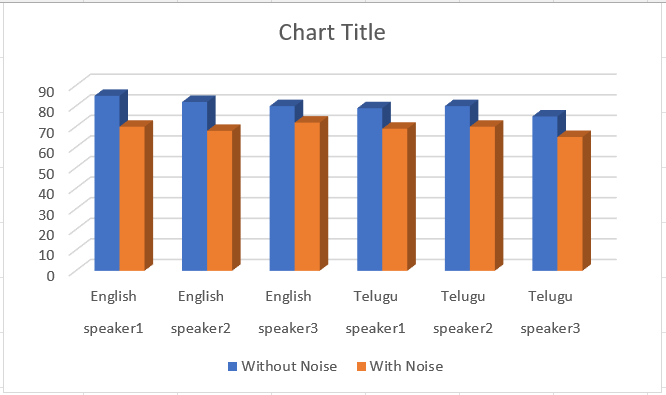 Chart Title
90
80
70
60
50
40
30
20
10
0
English English English Telugu Telugu Telugu
speaker1 speaker2 speaker3 speaker1 speaker2 speaker3
Without Noise With Noise